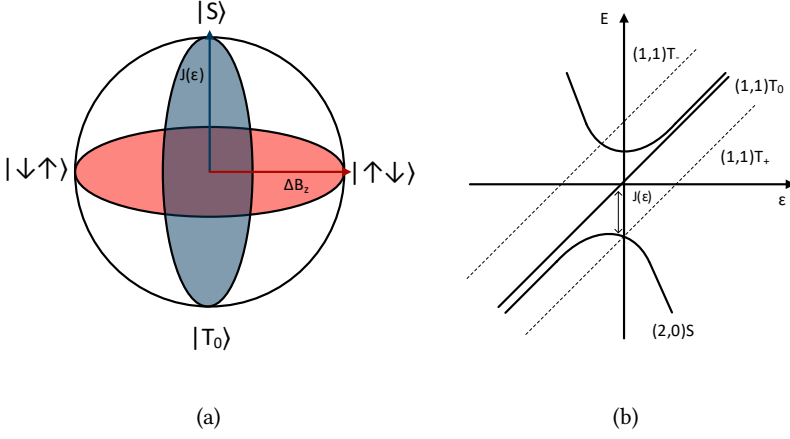 |S⟩
J(ε)
|↓↑⟩
|↑↓⟩
ΔB_z
|T₀⟩
(a)
E
(1,1)T₋
(1,1)T₀
(1,1)T₊
J(ε)
ε
(2,0)S
(b)